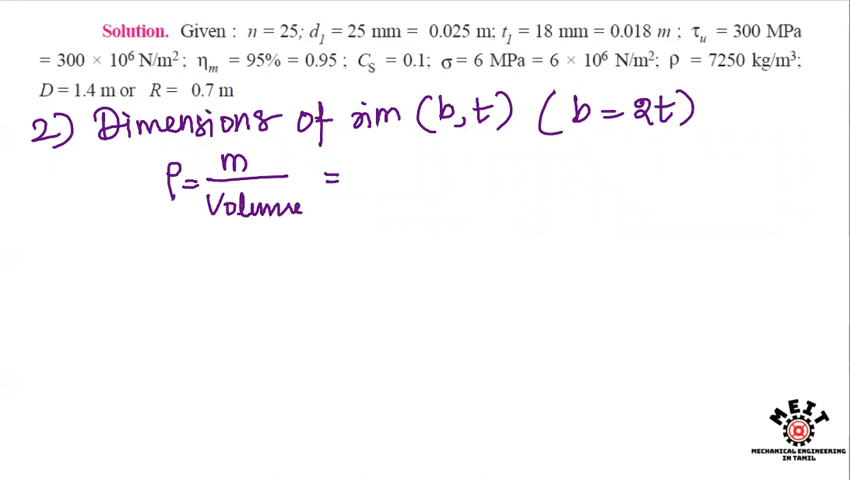 Solution. Given : n = 25; d₁ = 25 mm = 0.025 m; t₁ = 18 mm = 0.018 m ; τᵤ = 300 MPa
= 300 × 10⁶ N/m² ; ηₘ = 95% = 0.95 ; Cₛ = 0.1; σ = 6 MPa = 6 × 10⁶ N/m²; ρ = 7250 kg/m³;
D = 1.4 m or R = 0.7 m
2) Dimensions of rim (b,t) (b = 2t)
ρ = m / Volume =
MEIT
MECHANICAL ENGINEERING
IN TAMIL